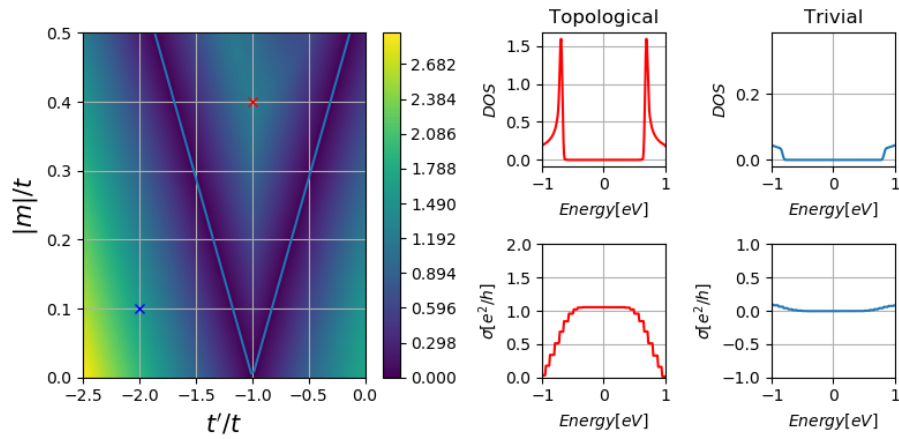 0.5
0.4
0.3
0.2
0.1
0.0
|m|/t
-2.5 -2.0 -1.5 -1.0 -0.5 0.0
t'/t
2.682
2.384
2.086
1.788
1.490
1.192
0.894
0.596
0.298
0.000
Topological
DOS
1.5
1.0
0.5
0.0
-1 0 1
Energy[eV]
Trivial
DOS
0.2
0.0
-1 0 1
Energy[eV]
σ[e²/h]
2.0
1.5
1.0
0.5
0.0
-1 0 1
Energy[eV]
σ[e²/h]
1.0
0.5
0.0
-0.5
-1.0
-1 0 1
Energy[eV]